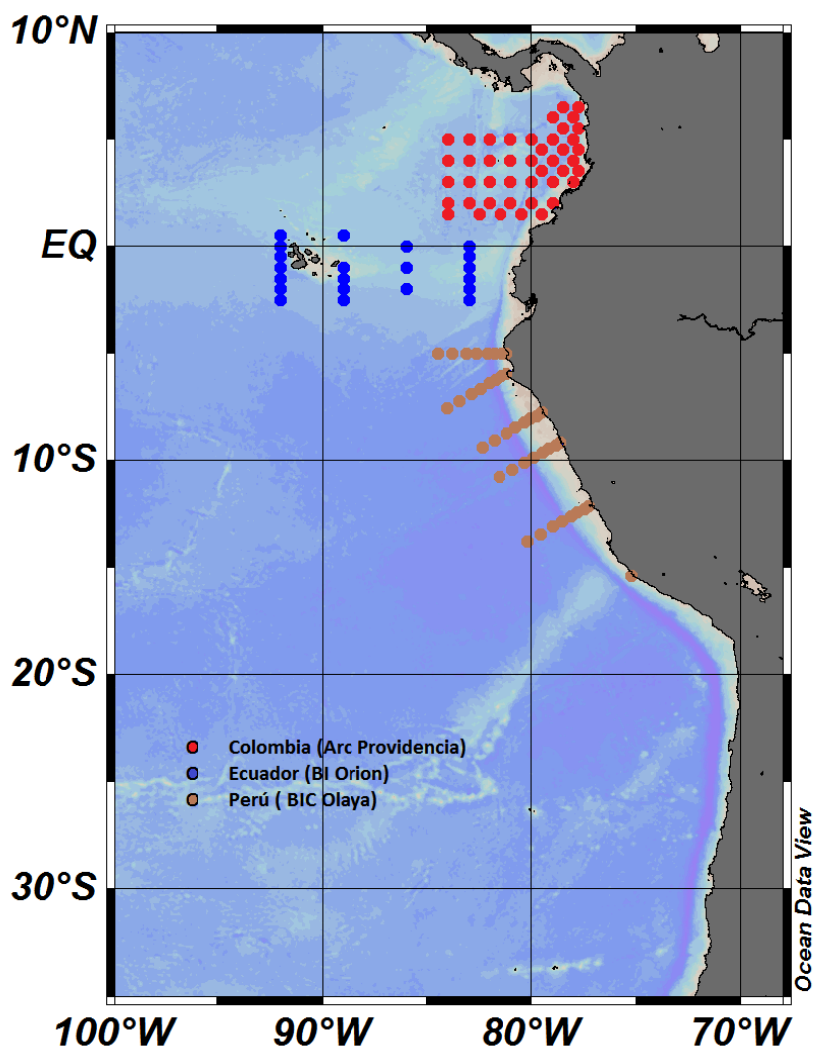 10°N
EQ
10°S
20°S
Colombia (Arc Providencia)
Ecuador (BI Orion)
Perú ( BIC Olaya)
30°S
Ocean Data View
100°W 90°W 80°W 70°W